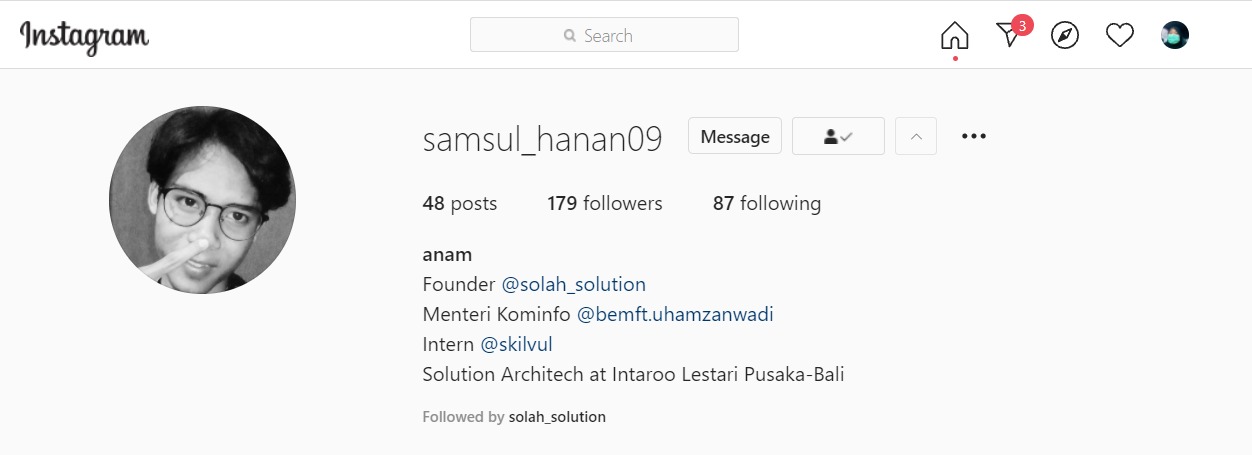 Instagram
Search
3
samsul_hanan09 Message
48 posts 179 followers 87 following
anam
Founder @solah_solution
Menteri Kominfo @bemft.uhamzanwadi
Intern @skilvul
Solution Architech at Intaroo Lestari Pusaka-Bali
Followed by solah_solution